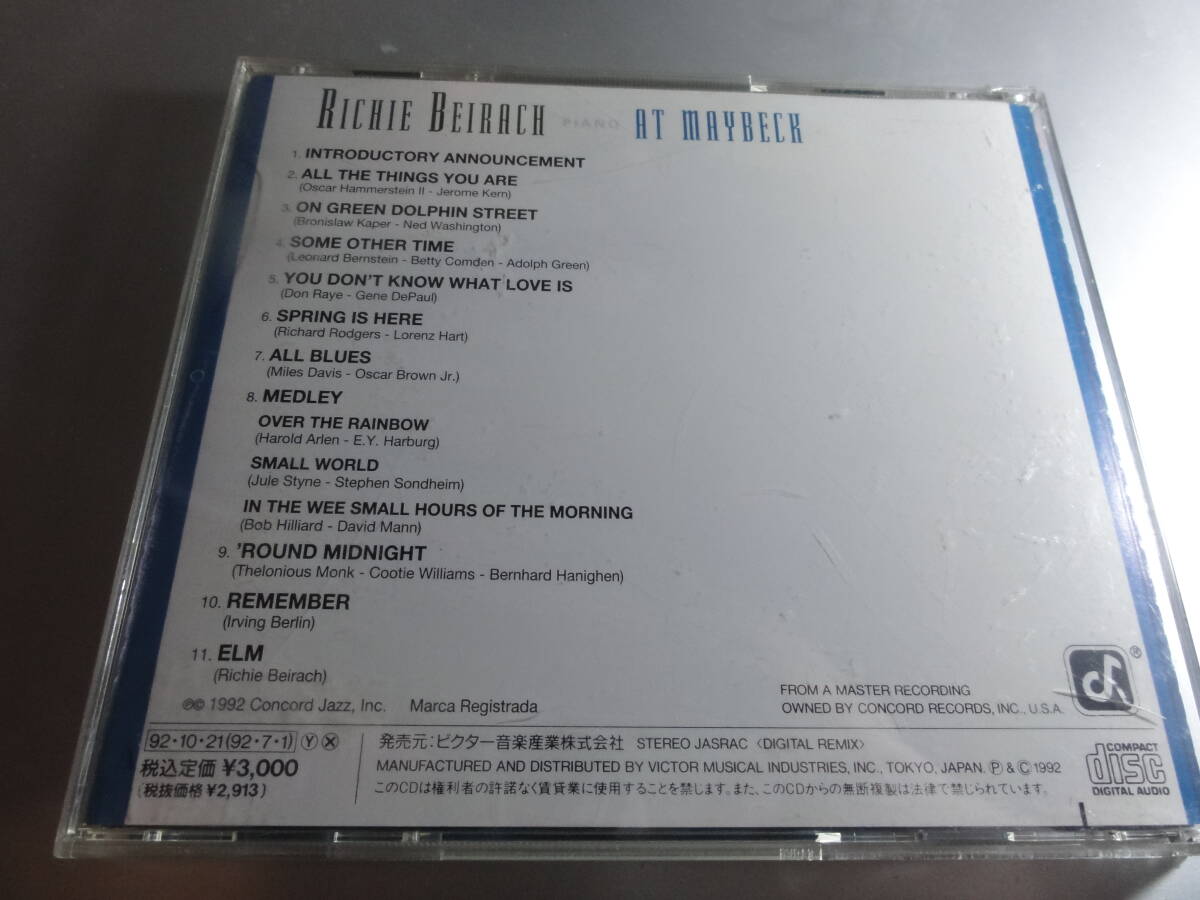 RICHIE BEIRACH PIANO AT MAYBECK
1. INTRODUCTORY ANNOUNCEMENT
2. ALL THE THINGS YOU ARE
(Oscar Hammerstein II - Jerome Kern)
3. ON GREEN DOLPHIN STREET
(Bronislaw Kaper - Ned Washington)
4. SOME OTHER TIME
(Leonard Bernstein - Betty Comden - Adolph Green)
5. YOU DON'T KNOW WHAT LOVE IS
(Don Raye - Gene DePaul)
6. SPRING IS HERE
(Richard Rodgers - Lorenz Hart)
7. ALL BLUES
(Miles Davis - Oscar Brown Jr.)
8. MEDLEY
OVER THE RAINBOW
(Harold Arlen - E.Y. Harburg)
SMALL WORLD
(Jule Styne - Stephen Sondheim)
IN THE WEE SMALL HOURS OF THE MORNING
(Bob Hilliard - David Mann)
9. 'ROUND MIDNIGHT
(Thelonious Monk - Cootie Williams - Bernhard Hanighen)
10. REMEMBER
(Irving Berlin)
11. ELM
(Richie Beirach)
℗© 1992 Concord Jazz, Inc. Marca Registrada
FROM A MASTER RECORDING
OWNED BY CONCORD RECORDS, INC., U.S.A.
®
92・10・21(92・7・1) Ⓨ Ⓧ
税込定価 ¥3,000
(税抜価格 ¥2,913)
発売元：ビクター音楽産業株式会社 STEREO JASRAC 〈DIGITAL REMIX〉
MANUFACTURED AND DISTRIBUTED BY VICTOR MUSICAL INDUSTRIES, INC., TOKYO, JAPAN. ℗ & © 1992
このCDは権利者の許諾なく賃貸業に使用することを禁じます。また、このCDからの無断複製は法律で禁じられています。
COMPACT
disc
DIGITAL AUDIO